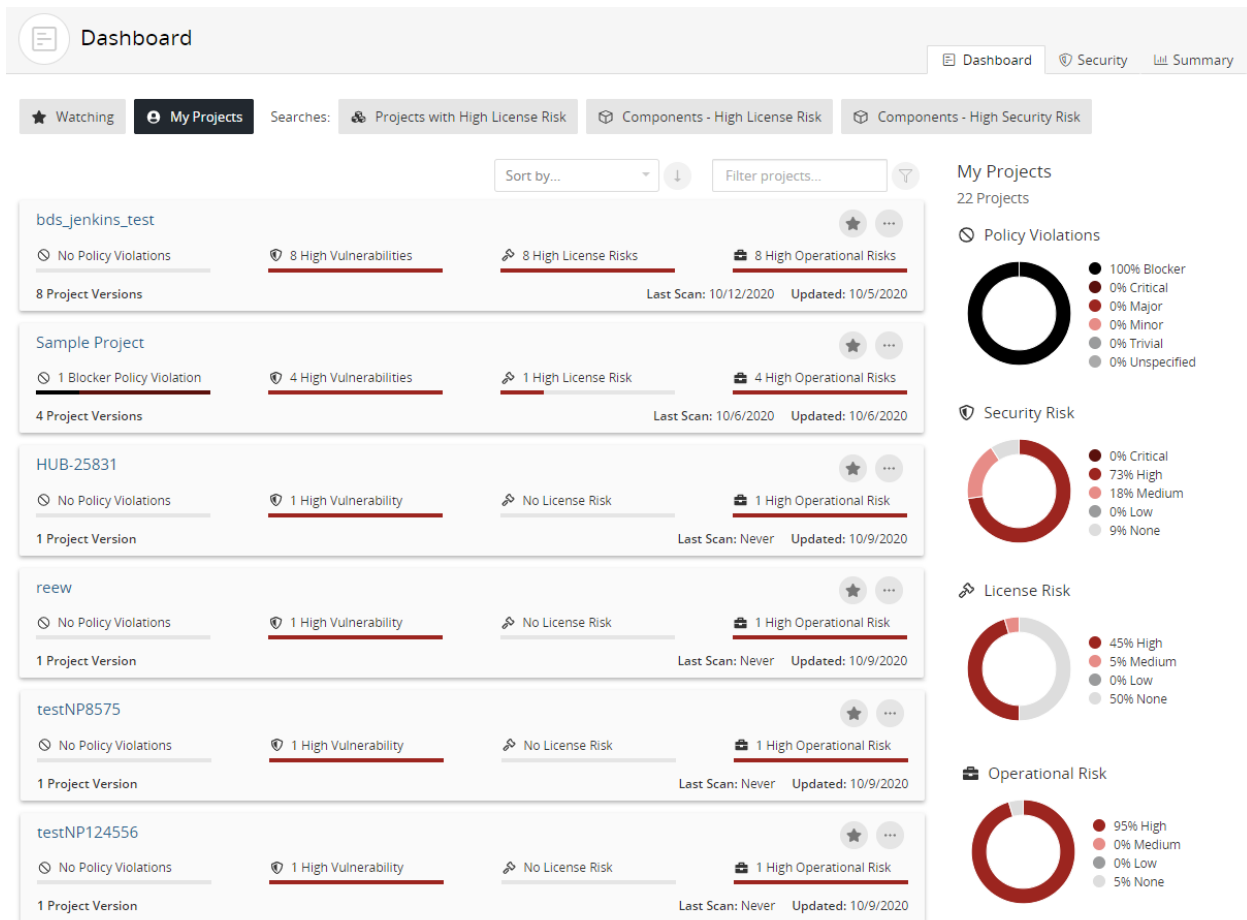 Dashboard
Dashboard Security Summary
Watching My Projects Searches: Projects with High License Risk Components - High License Risk Components - High Security Risk
Sort by... Filter projects...
bds_jenkins_test
No Policy Violations 8 High Vulnerabilities 8 High License Risks 8 High Operational Risks
8 Project Versions Last Scan: 10/12/2020 Updated: 10/5/2020
Sample Project
1 Blocker Policy Violation 4 High Vulnerabilities 1 High License Risk 4 High Operational Risks
4 Project Versions Last Scan: 10/6/2020 Updated: 10/6/2020
HUB-25831
No Policy Violations 1 High Vulnerability No License Risk 1 High Operational Risk
1 Project Version Last Scan: Never Updated: 10/9/2020
reew
No Policy Violations 1 High Vulnerability No License Risk 1 High Operational Risk
1 Project Version Last Scan: Never Updated: 10/9/2020
testNP8575
No Policy Violations 1 High Vulnerability No License Risk 1 High Operational Risk
1 Project Version Last Scan: Never Updated: 10/9/2020
testNP124556
No Policy Violations 1 High Vulnerability No License Risk 1 High Operational Risk
1 Project Version Last Scan: Never Updated: 10/9/2020
My Projects
22 Projects
Policy Violations
100% Blocker
0% Critical
0% Major
0% Minor
0% Trivial
0% Unspecified
Security Risk
0% Critical
73% High
18% Medium
0% Low
9% None
License Risk
45% High
5% Medium
0% Low
50% None
Operational Risk
95% High
0% Medium
0% Low
5% None